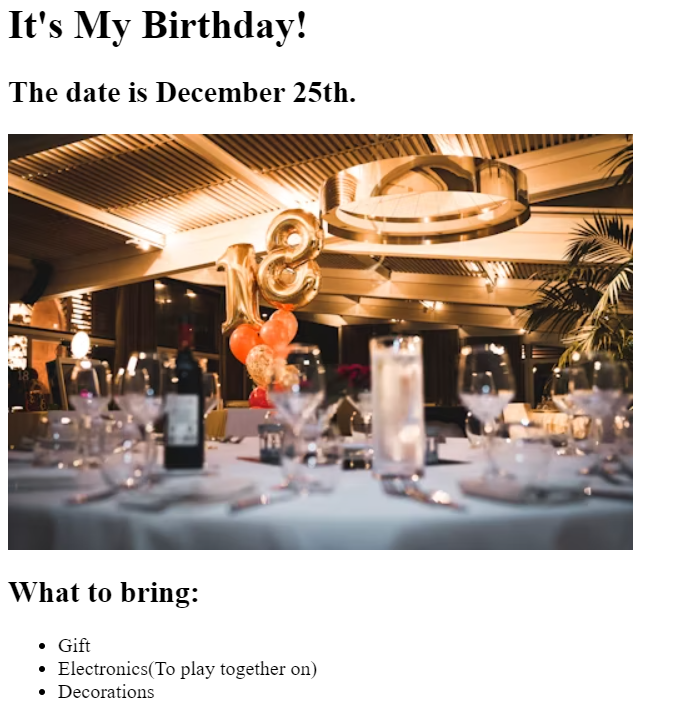 It's My Birthday!
The date is December 25th.
18
What to bring:
Gift
Electronics(To play together on)
Decorations